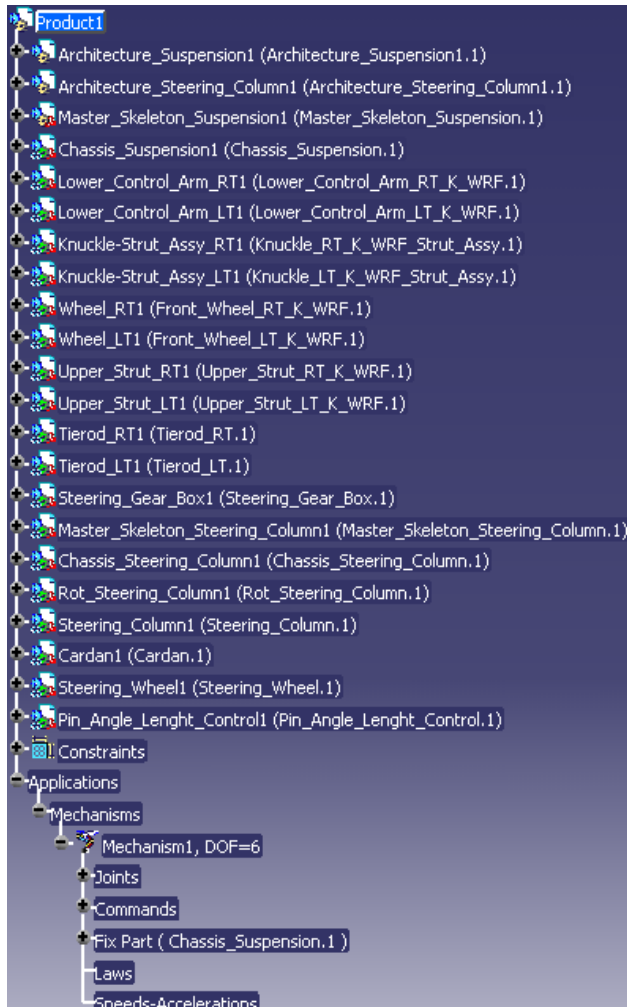 Product1
Architecture_Suspension1 (Architecture_Suspension1.1)
Architecture_Steering_Column1 (Architecture_Steering_Column1.1)
Master_Skeleton_Suspension1 (Master_Skeleton_Suspension.1)
Chassis_Suspension1 (Chassis_Suspension.1)
Lower_Control_Arm_RT1 (Lower_Control_Arm_RT_K_WRF.1)
Lower_Control_Arm_LT1 (Lower_Control_Arm_LT_K_WRF.1)
Knuckle-Strut_Assy_RT1 (Knuckle_RT_K_WRF_Strut_Assy.1)
Knuckle-Strut_Assy_LT1 (Knuckle_LT_K_WRF_Strut_Assy.1)
Wheel_RT1 (Front_Wheel_RT_K_WRF.1)
Wheel_LT1 (Front_Wheel_LT_K_WRF.1)
Upper_Strut_RT1 (Upper_Strut_RT_K_WRF.1)
Upper_Strut_LT1 (Upper_Strut_LT_K_WRF.1)
Tierod_RT1 (Tierod_RT.1)
Tierod_LT1 (Tierod_LT.1)
Steering_Gear_Box1 (Steering_Gear_Box.1)
Master_Skeleton_Steering_Column1 (Master_Skeleton_Steering_Column.1)
Chassis_Steering_Column1 (Chassis_Steering_Column.1)
Rot_Steering_Column1 (Rot_Steering_Column.1)
Steering_Column1 (Steering_Column.1)
Cardan1 (Cardan.1)
Steering_Wheel1 (Steering_Wheel.1)
Pin_Angle_Lenght_Control1 (Pin_Angle_Lenght_Control.1)
Constraints
Applications
Mechanisms
Mechanism1, DOF=6
Joints
Commands
Fix Part ( Chassis_Suspension.1 )
Laws
Speeds-Accelerations